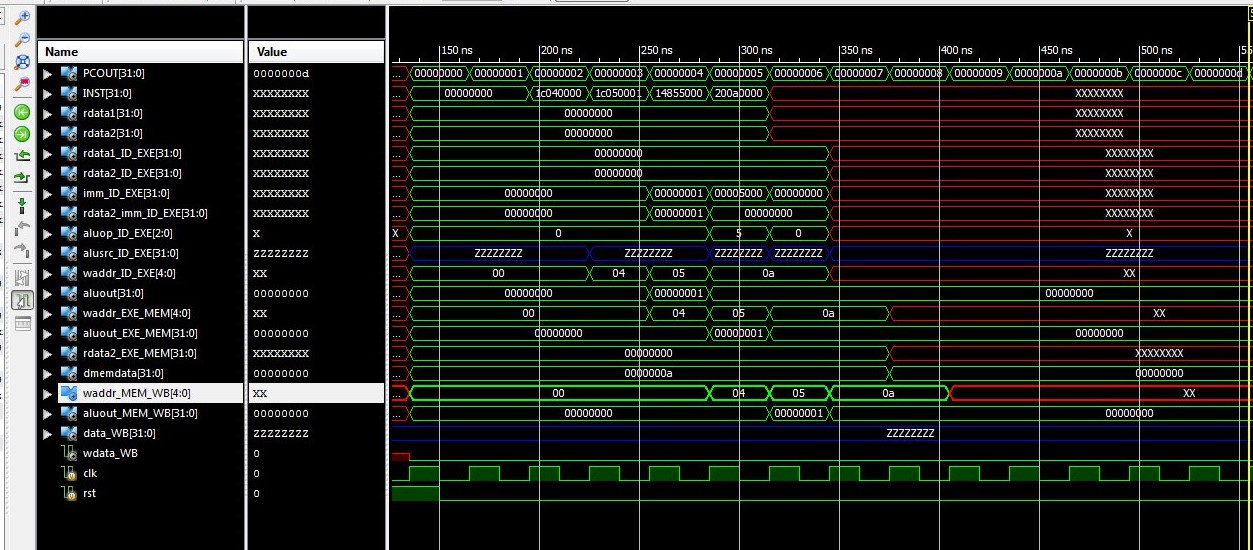 Name Value
150 ns 200 ns 250 ns 300 ns 350 ns 400 ns 450 ns 500 ns
PCOUT[31:0] 0000000d ... 00000000 00000001 00000002 00000003 00000004 00000005 00000006 00000007 00000008 00000009 0000000a 0000000b 0000000c 0000000d
INST[31:0] XXXXXXXX ... 00000000 1c040000 1c050001 14855000 200a0000 XXXXXXXX
rdata1[31:0] XXXXXXXX ... 00000000 XXXXXXXX
rdata2[31:0] XXXXXXXX ... 00000000 XXXXXXXX
rdata1_ID_EXE[31:0] XXXXXXXX ... 00000000 XXXXXXXX
rdata2_ID_EXE[31:0] XXXXXXXX ... 00000000 XXXXXXXX
imm_ID_EXE[31:0] XXXXXXXX ... 00000000 00000001 00005000 00000000 XXXXXXXX
rdata2_imm_ID_EXE[31:0] XXXXXXXX ... 00000000 00000001 00000000 XXXXXXXX
aluop_ID_EXE[2:0] X X 0 5 0 X
alusrc_ID_EXE[31:0] ZZZZZZZZ ... ZZZZZZZZ ZZZZZZZZ ZZZZZZZZ ZZZZZZZZ ZZZZZZZZ
waddr_ID_EXE[4:0] XX ... 00 04 05 0a XX
aluout[31:0] 00000000 ... 00000000 00000001 00000000
waddr_EXE_MEM[4:0] XX ... 00 04 05 0a XX
aluout_EXE_MEM[31:0] 00000000 ... 00000000 00000001 00000000
rdata2_EXE_MEM[31:0] XXXXXXXX ... 00000000 XXXXXXXX
dmemdata[31:0] 00000000 ... 0000000a 00000000
waddr_MEM_WB[4:0] XX ... 00 04 05 0a XX
aluout_MEM_WB[31:0] 00000000 ... 00000000 00000001 00000000
data_WB[31:0] ZZZZZZZZ ZZZZZZZZ
wdata_WB 0
clk 0
rst 0